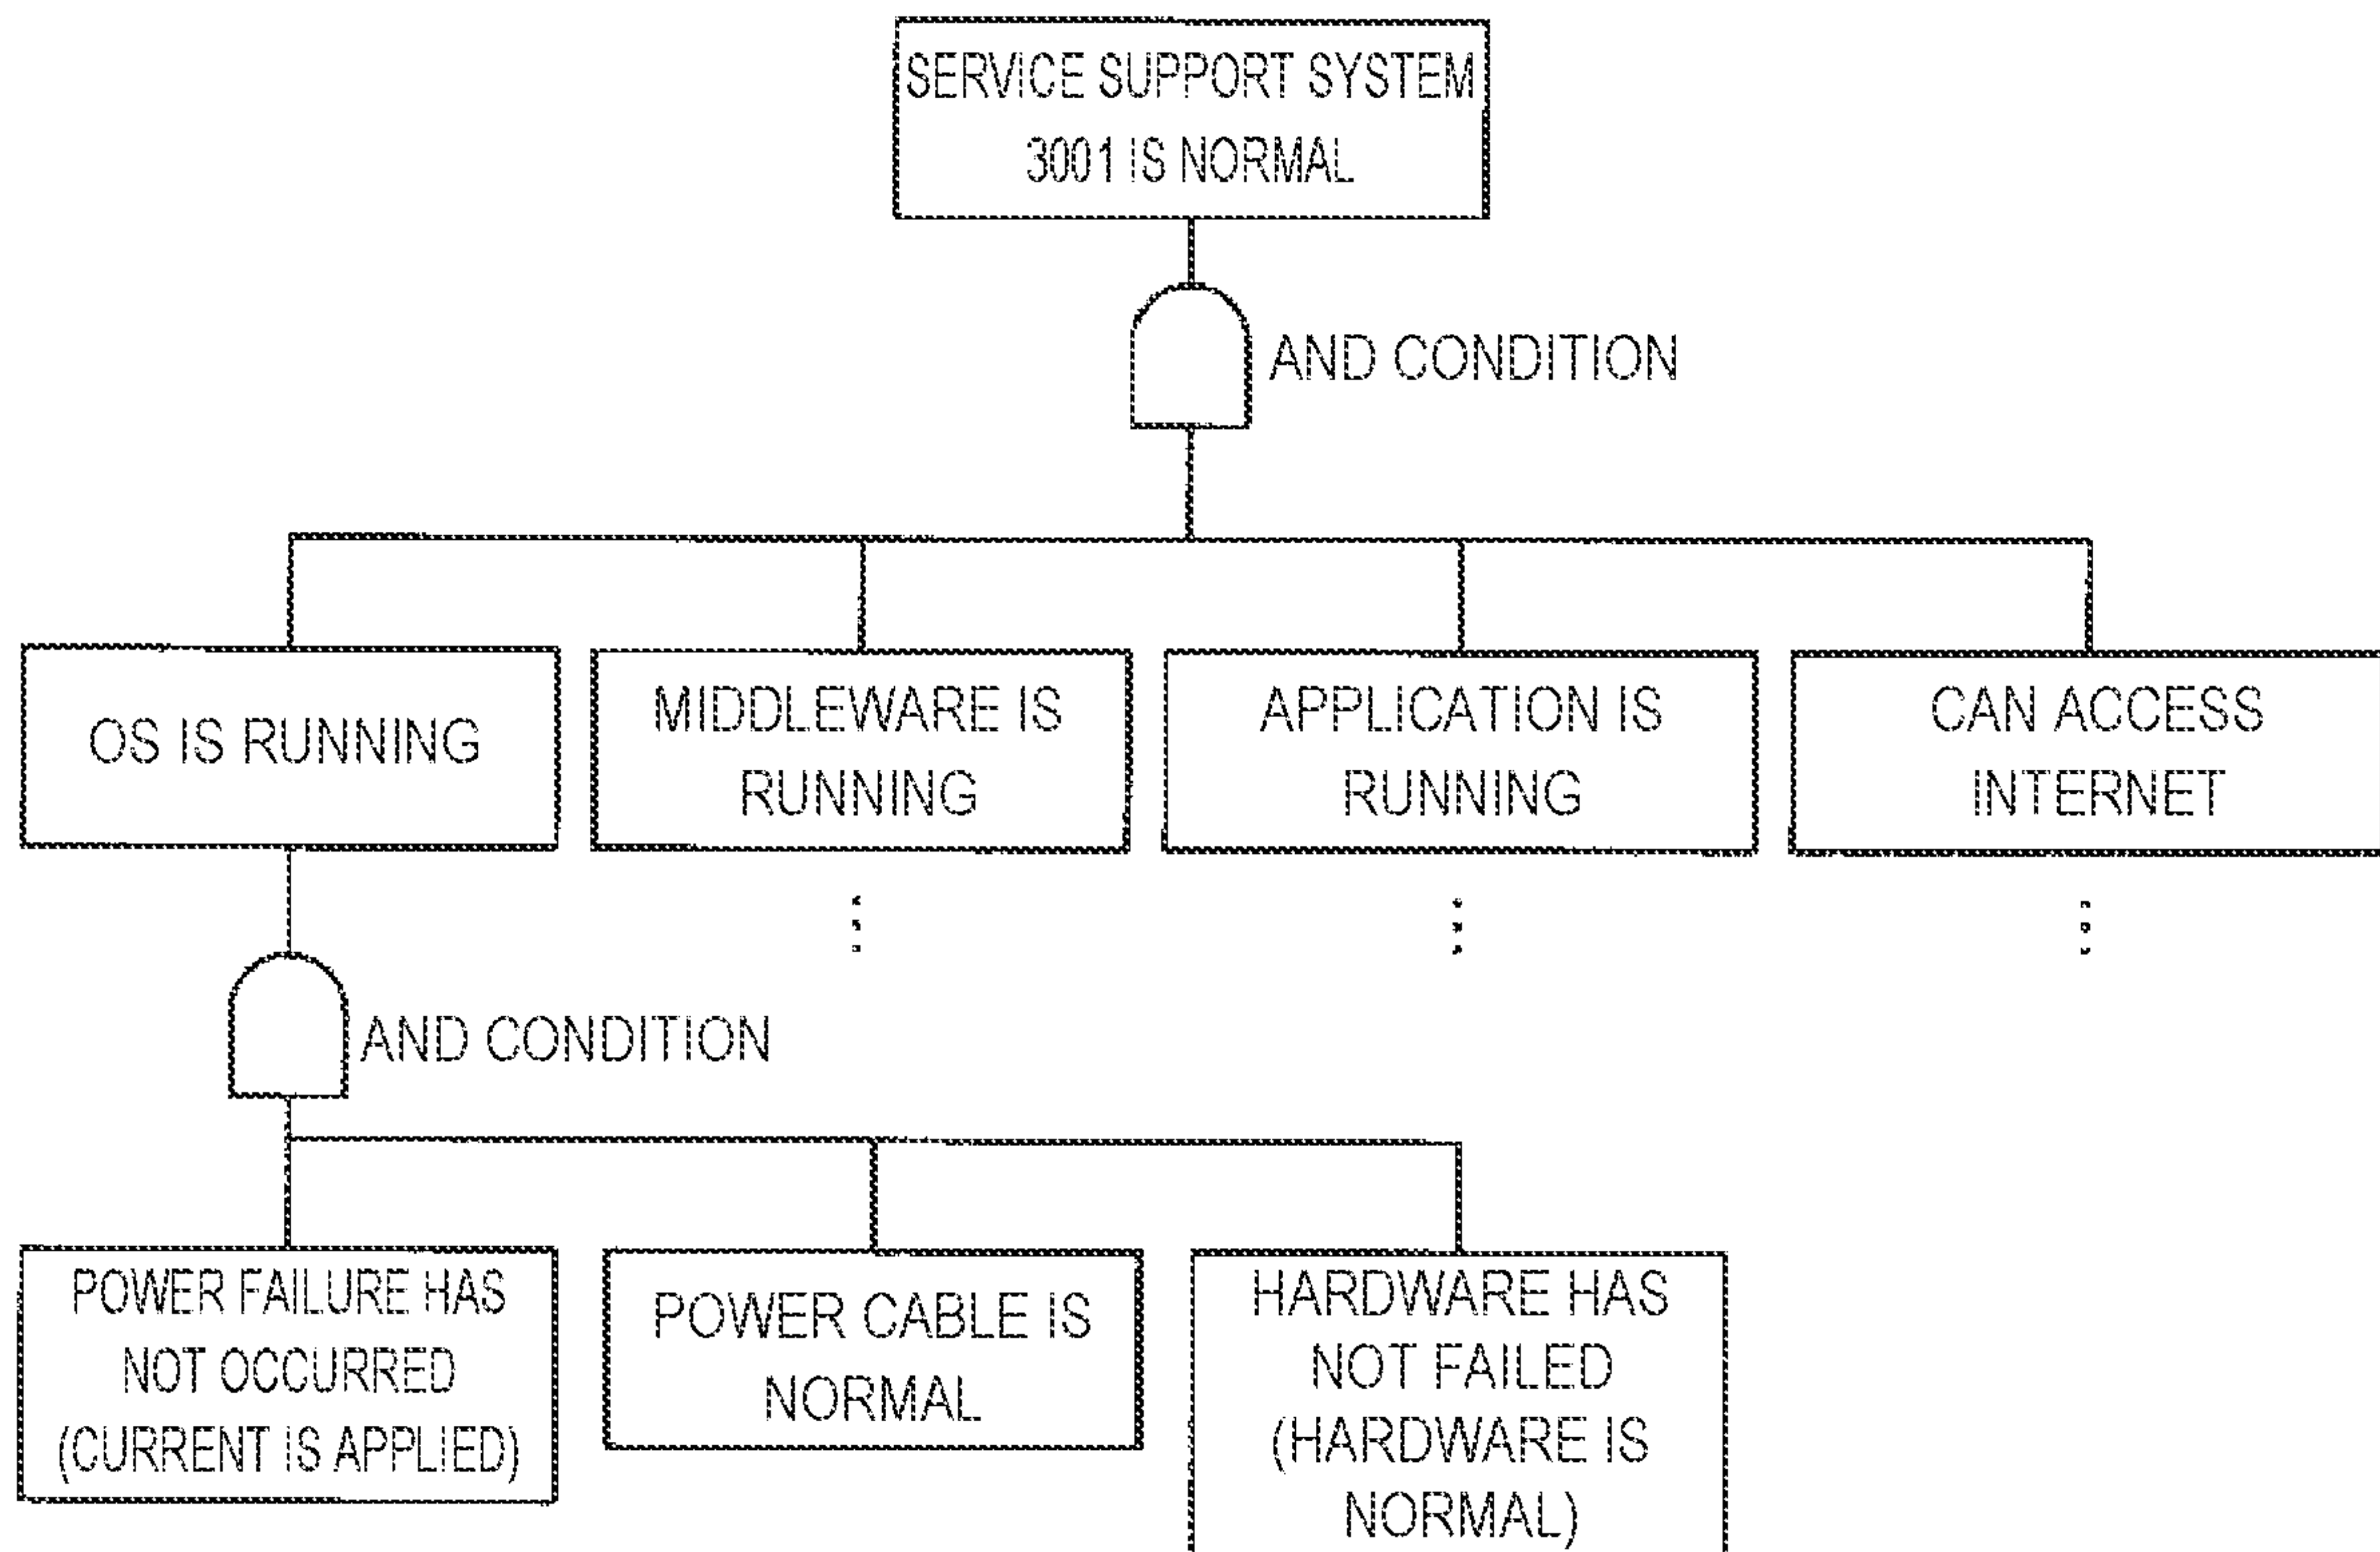 SERVICE SUPPORT SYSTEM
3001 IS NORMAL
AND CONDITION
OS IS RUNNING
MIDDLEWARE IS
RUNNING
APPLICATION IS
RUNNING
CAN ACCESS
INTERNET
AND CONDITION
POWER FAILURE HAS
NOT OCCURRED
(CURRENT IS APPLIED)
POWER CABLE IS
NORMAL
HARDWARE HAS
NOT FAILED
(HARDWARE IS
NORMAL)